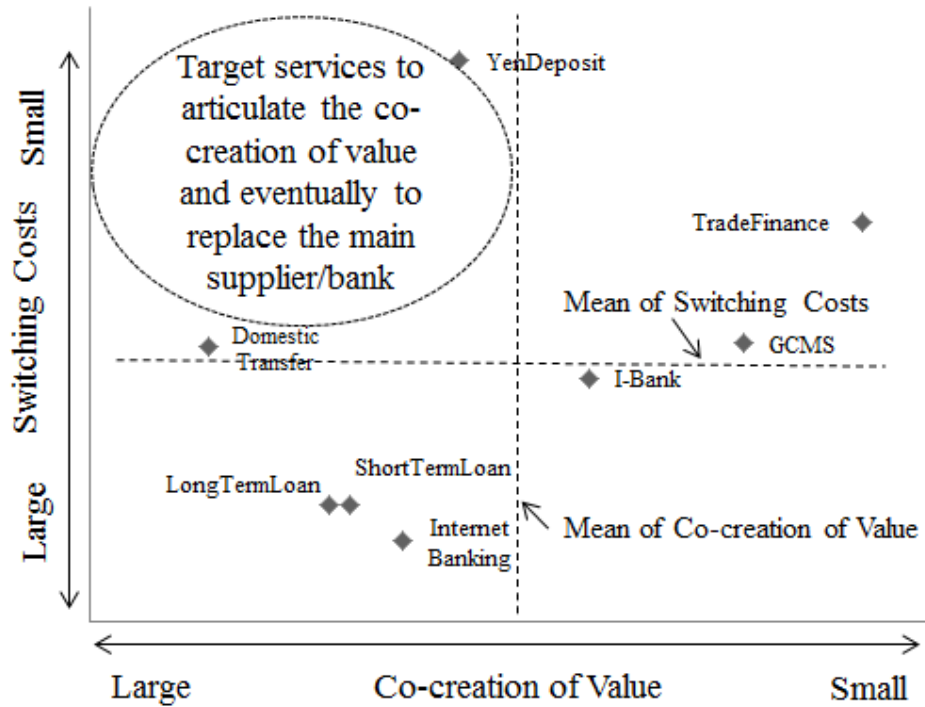 Target services to
articulate the co-
creation of value
and eventually to
replace the main
supplier/bank
YenDeposit
TradeFinance
Mean of Switching Costs
GCMS
Domestic
Transfer
I-Bank
ShortTermLoan
LongTermLoan
Internet
Banking
Mean of Co-creation of Value
Small
Switching Costs
Large
Large
Co-creation of Value
Small